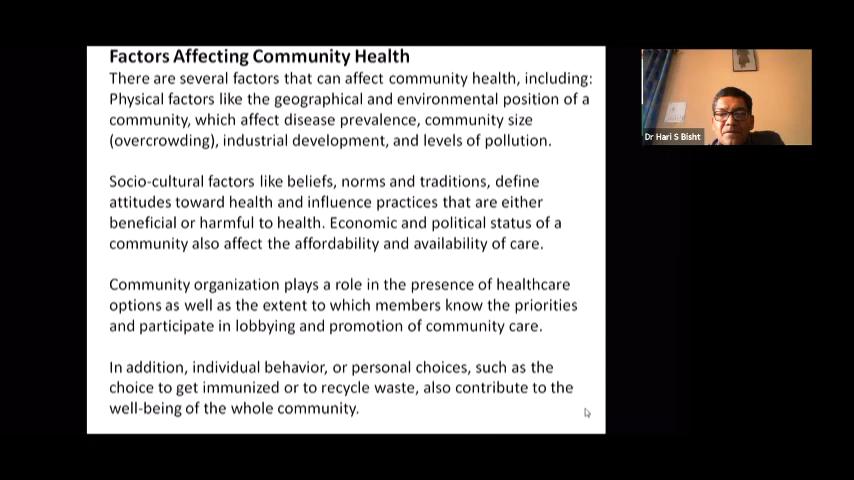 Factors Affecting Community Health
There are several factors that can affect community health, including:
Physical factors like the geographical and environmental position of a
community, which affect disease prevalence, community size
(overcrowding), industrial development, and levels of pollution.
Socio-cultural factors like beliefs, norms and traditions, define
attitudes toward health and influence practices that are either
beneficial or harmful to health. Economic and political status of a
community also affect the affordability and availability of care.
Community organization plays a role in the presence of healthcare
options as well as the extent to which members know the priorities
and participate in lobbying and promotion of community care.
In addition, individual behavior, or personal choices, such as the
choice to get immunized or to recycle waste, also contribute to the
well-being of the whole community.
Dr Hari S Bisht